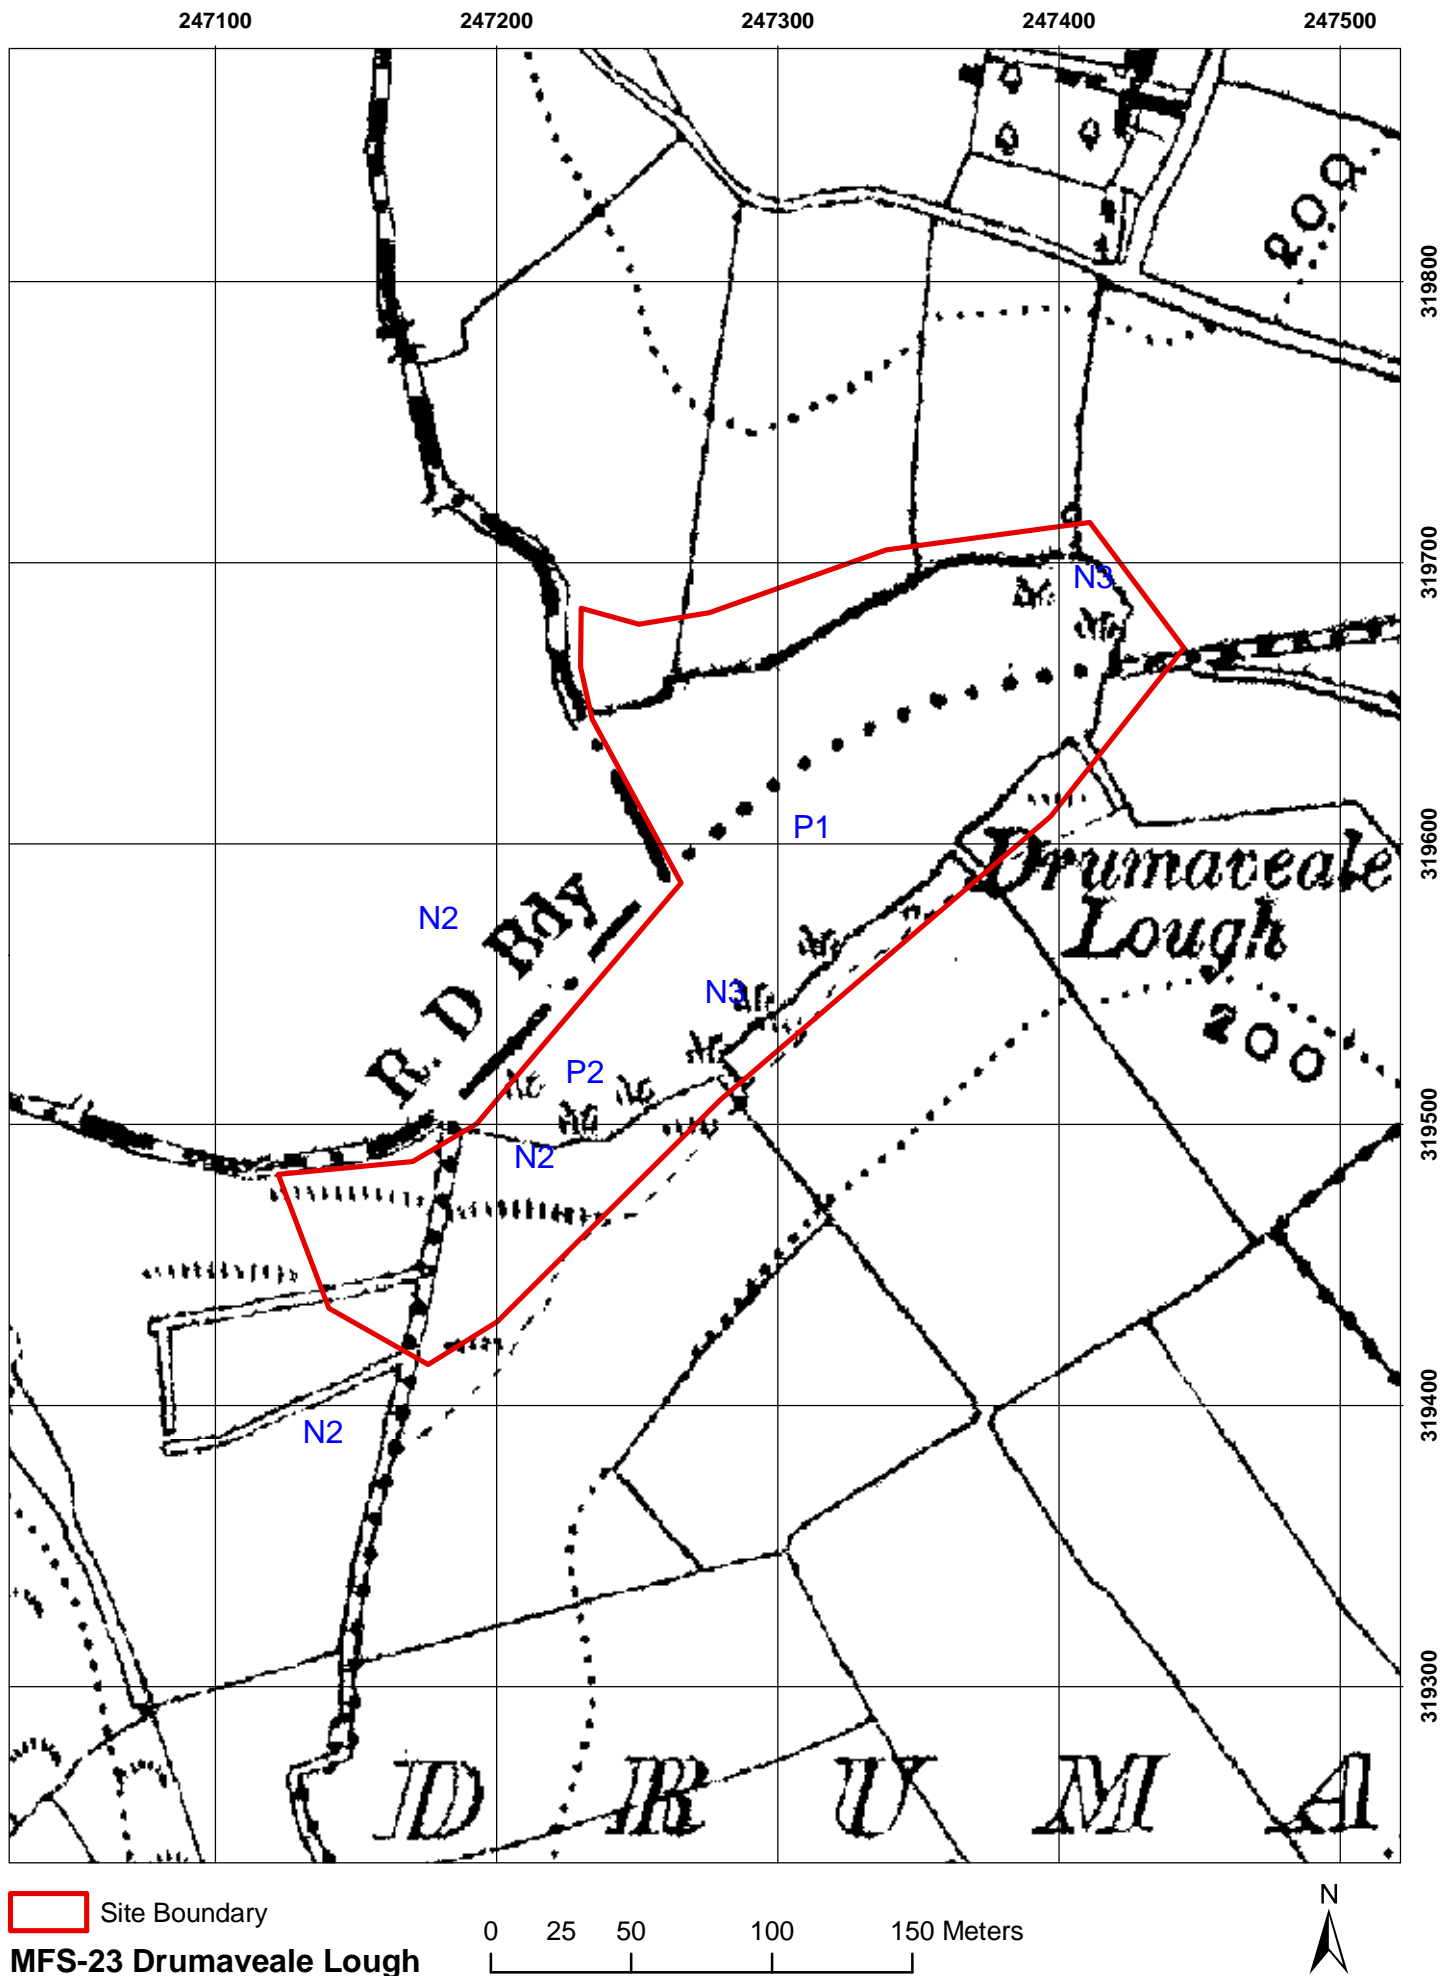 247100 247200 247300 247400 247500
200
319800
319700
N3
P1
319600
Drumaveale
Lough
N2
R. D Bdy
N3
200
P2
319500
N2
319400
N2
319300
D R U M A
Site Boundary
N
0 25 50 100 150 Meters
MFS-23 Drumaveale Lough